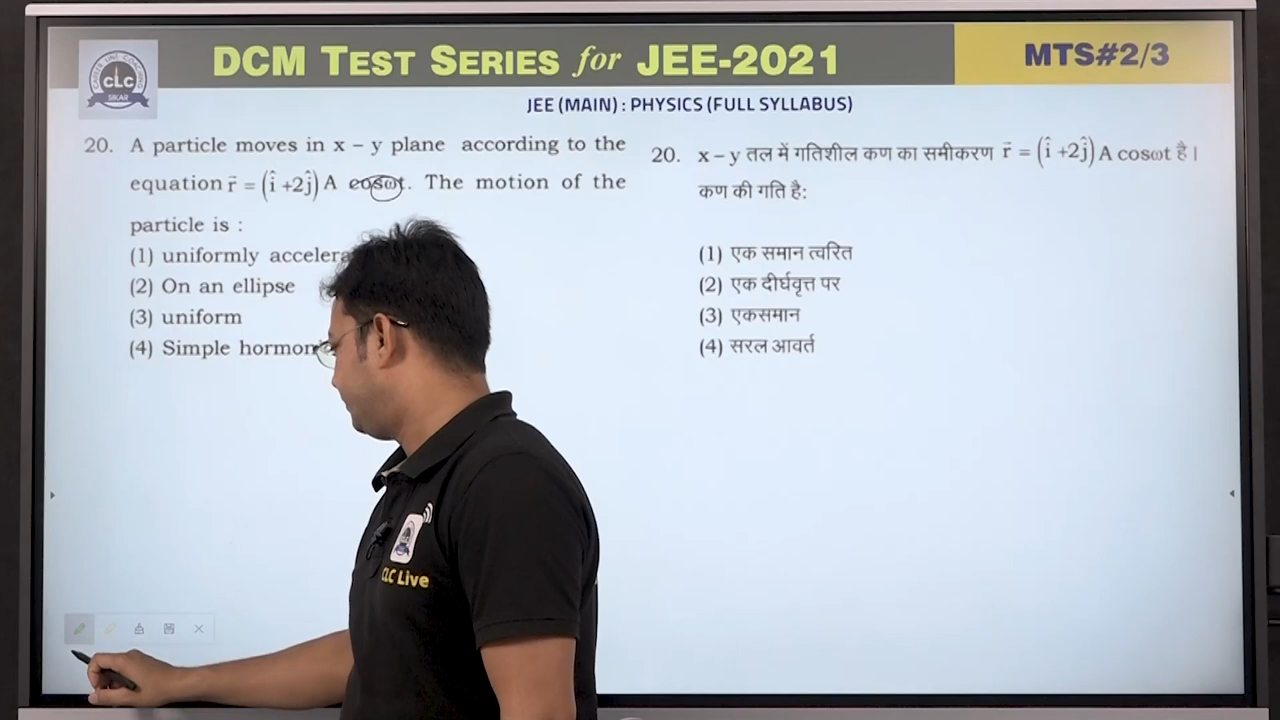 DCM TEST SERIES for JEE-2021
MTS#2/3
CLC
SIKAR
JEE (MAIN) : PHYSICS (FULL SYLLABUS)
20. A particle moves in x – y plane according to the
equation r⃗ = (î +2ĵ) A cosωt. The motion of the
particle is :
(1) uniformly
(2) On an ellipse
(3) uniform
(4) Simple
20. x – y तल में गतिशील कण का समीकरण r⃗ = (î +2ĵ) A cosωt है।
कण की गति है:
(1) एक समान त्वरित
(2) एक दीर्घवृत्त पर
(3) एकसमान
(4) सरल आवर्त
CLC Live